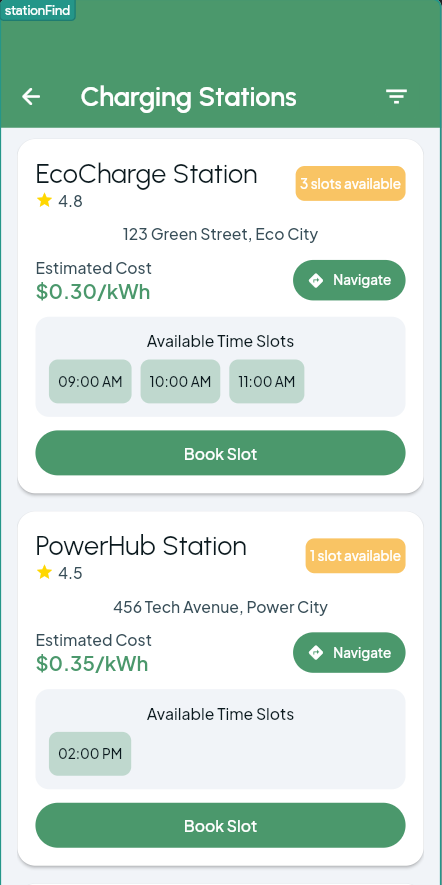 stationFind
Charging Stations
EcoCharge Station
3 slots available
4.8
123 Green Street, Eco City
Estimated Cost
$0.30/kWh
Navigate
Available Time Slots
09:00 AM 10:00 AM 11:00 AM
Book Slot
PowerHub Station
1 slot available
4.5
456 Tech Avenue, Power City
Estimated Cost
$0.35/kWh
Navigate
Available Time Slots
02:00 PM
Book Slot